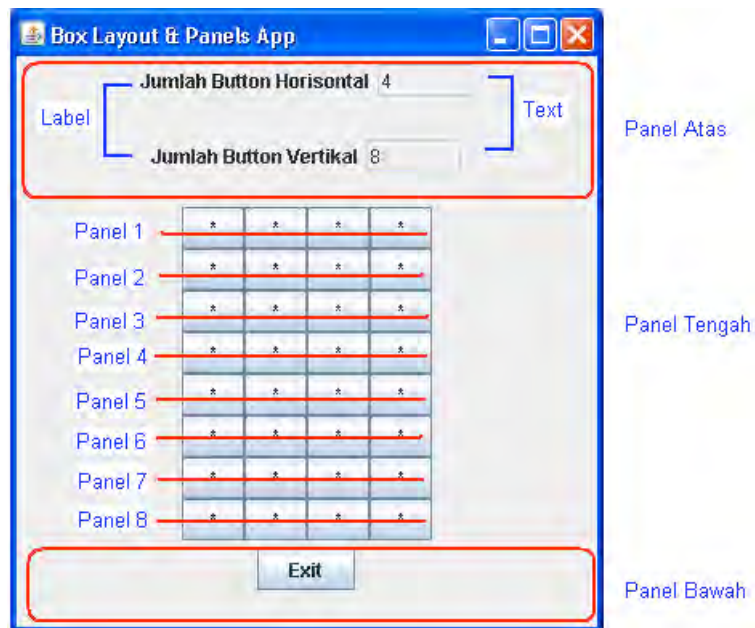 Box Layout & Panels App
Jumlah Button Horisontal 4
Label
Text
Panel Atas
Jumlah Button Vertikal 8
Panel 1 * * * *
Panel 2 * * * *
Panel 3 * * * *
Panel Tengah
Panel 4 * * * *
Panel 5 * * * *
Panel 6 * * * *
Panel 7 * * * *
Panel 8 * * * *
Exit
Panel Bawah